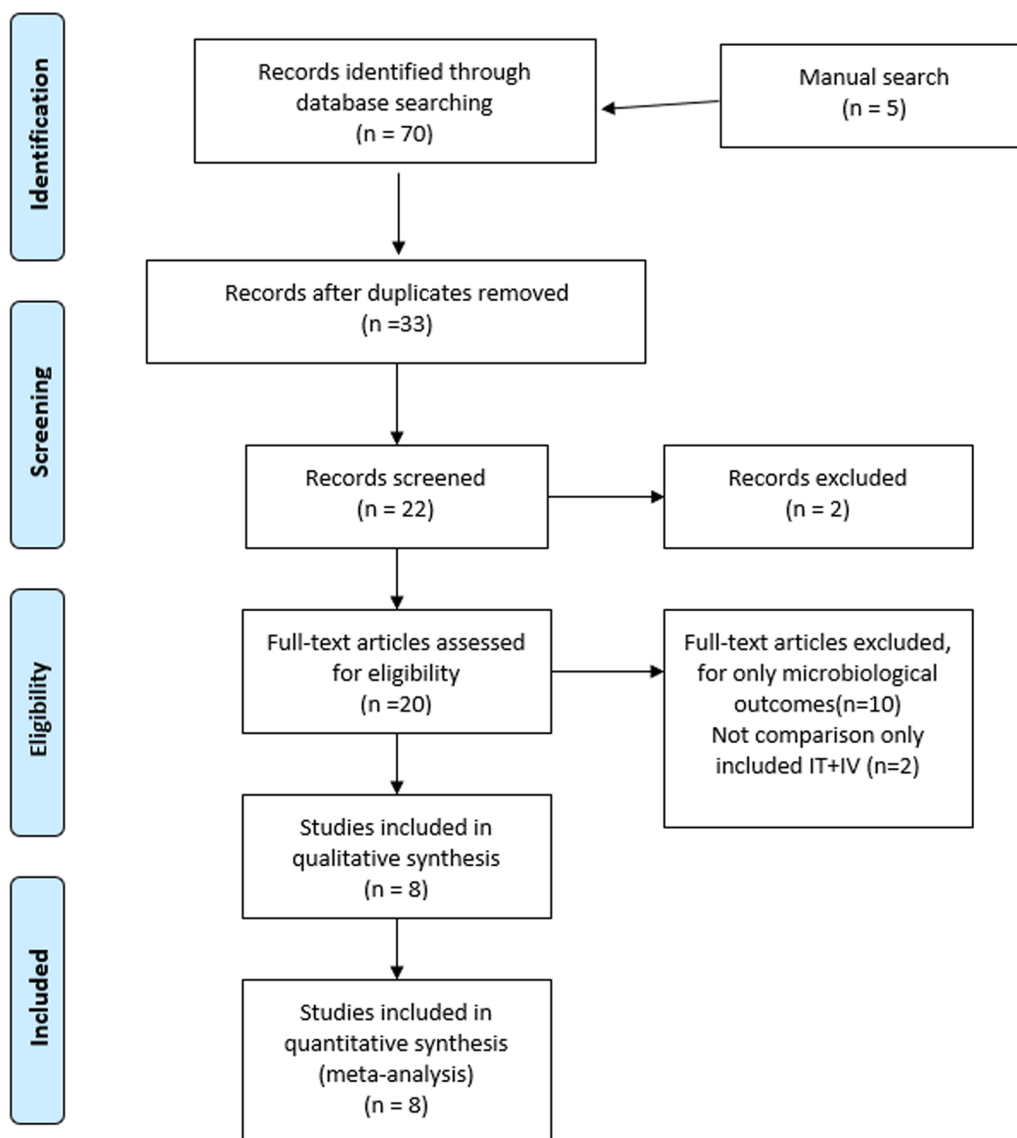 Identification
Records identified through
database searching
(n = 70)
Manual search
(n = 5)
Records after duplicates removed
(n =33)
Screening
Records screened
(n = 22)
Records excluded
(n = 2)
Eligibility
Full-text articles assessed
for eligibility
(n =20)
Full-text articles excluded,
for only microbiological
outcomes(n=10)
Not comparison only
included IT+IV (n=2)
Studies included in
qualitative synthesis
(n = 8)
Included
Studies included in
quantitative synthesis
(meta-analysis)
(n = 8)